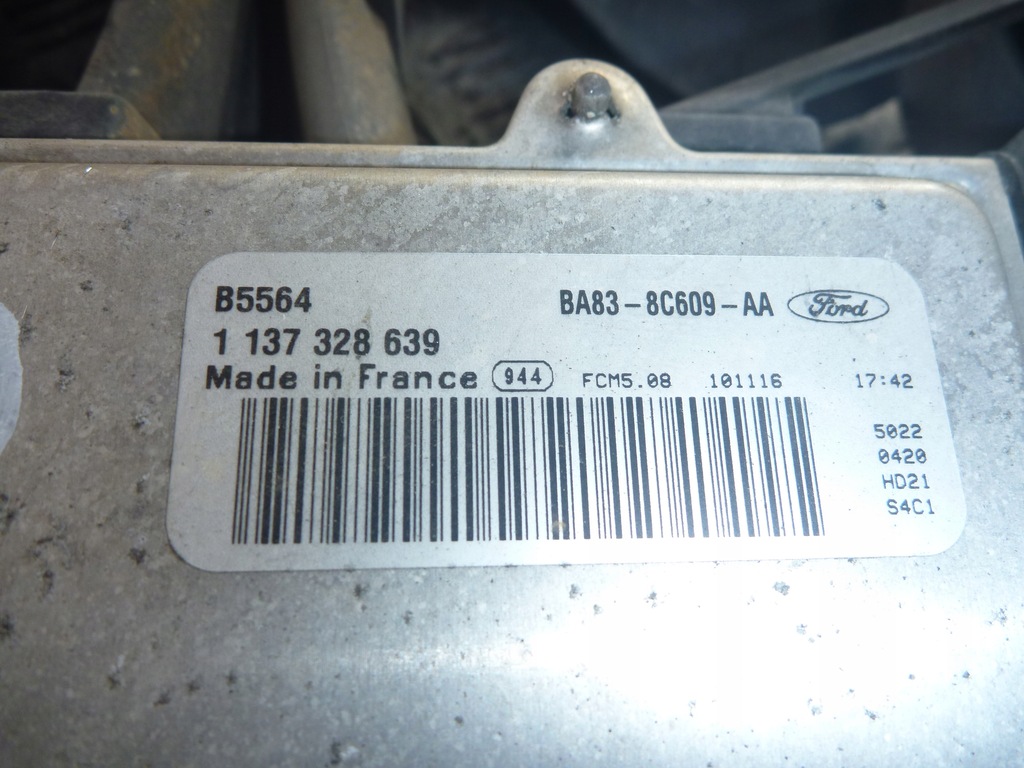 B5564 BA83-8C609-AA Ford
1 137 328 639
Made in France 944 FCM5.08 101116 17:42
5022
0420
HD21
S4C1